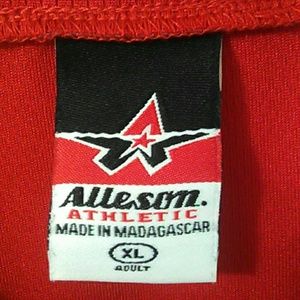 Alleson.
ATHLETIC
MADE IN MADAGASCAR
XL
ADULT